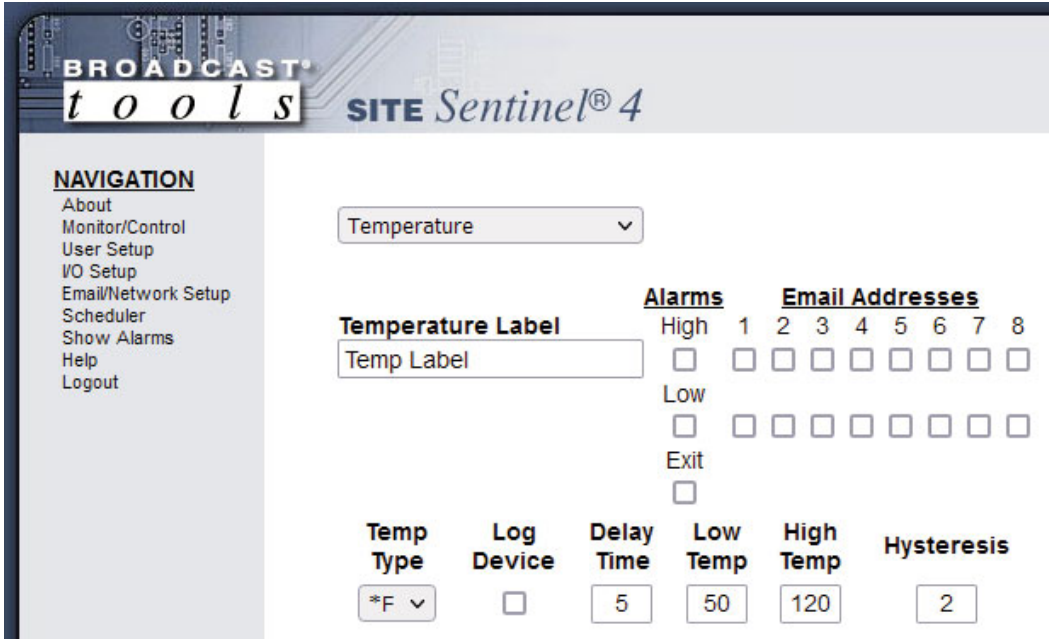 BROADCAST®
tools
SITE Sentinel® 4
NAVIGATION
About
Monitor/Control
User Setup
I/O Setup
Email/Network Setup
Scheduler
Show Alarms
Help
Logout
Temperature
Alarms Email Addresses
Temperature Label High 1 2 3 4 5 6 7 8
Temp Label
Low
Exit
Temp Type Log Device Delay Time Low Temp High Temp Hysteresis
*F 5 50 120 2